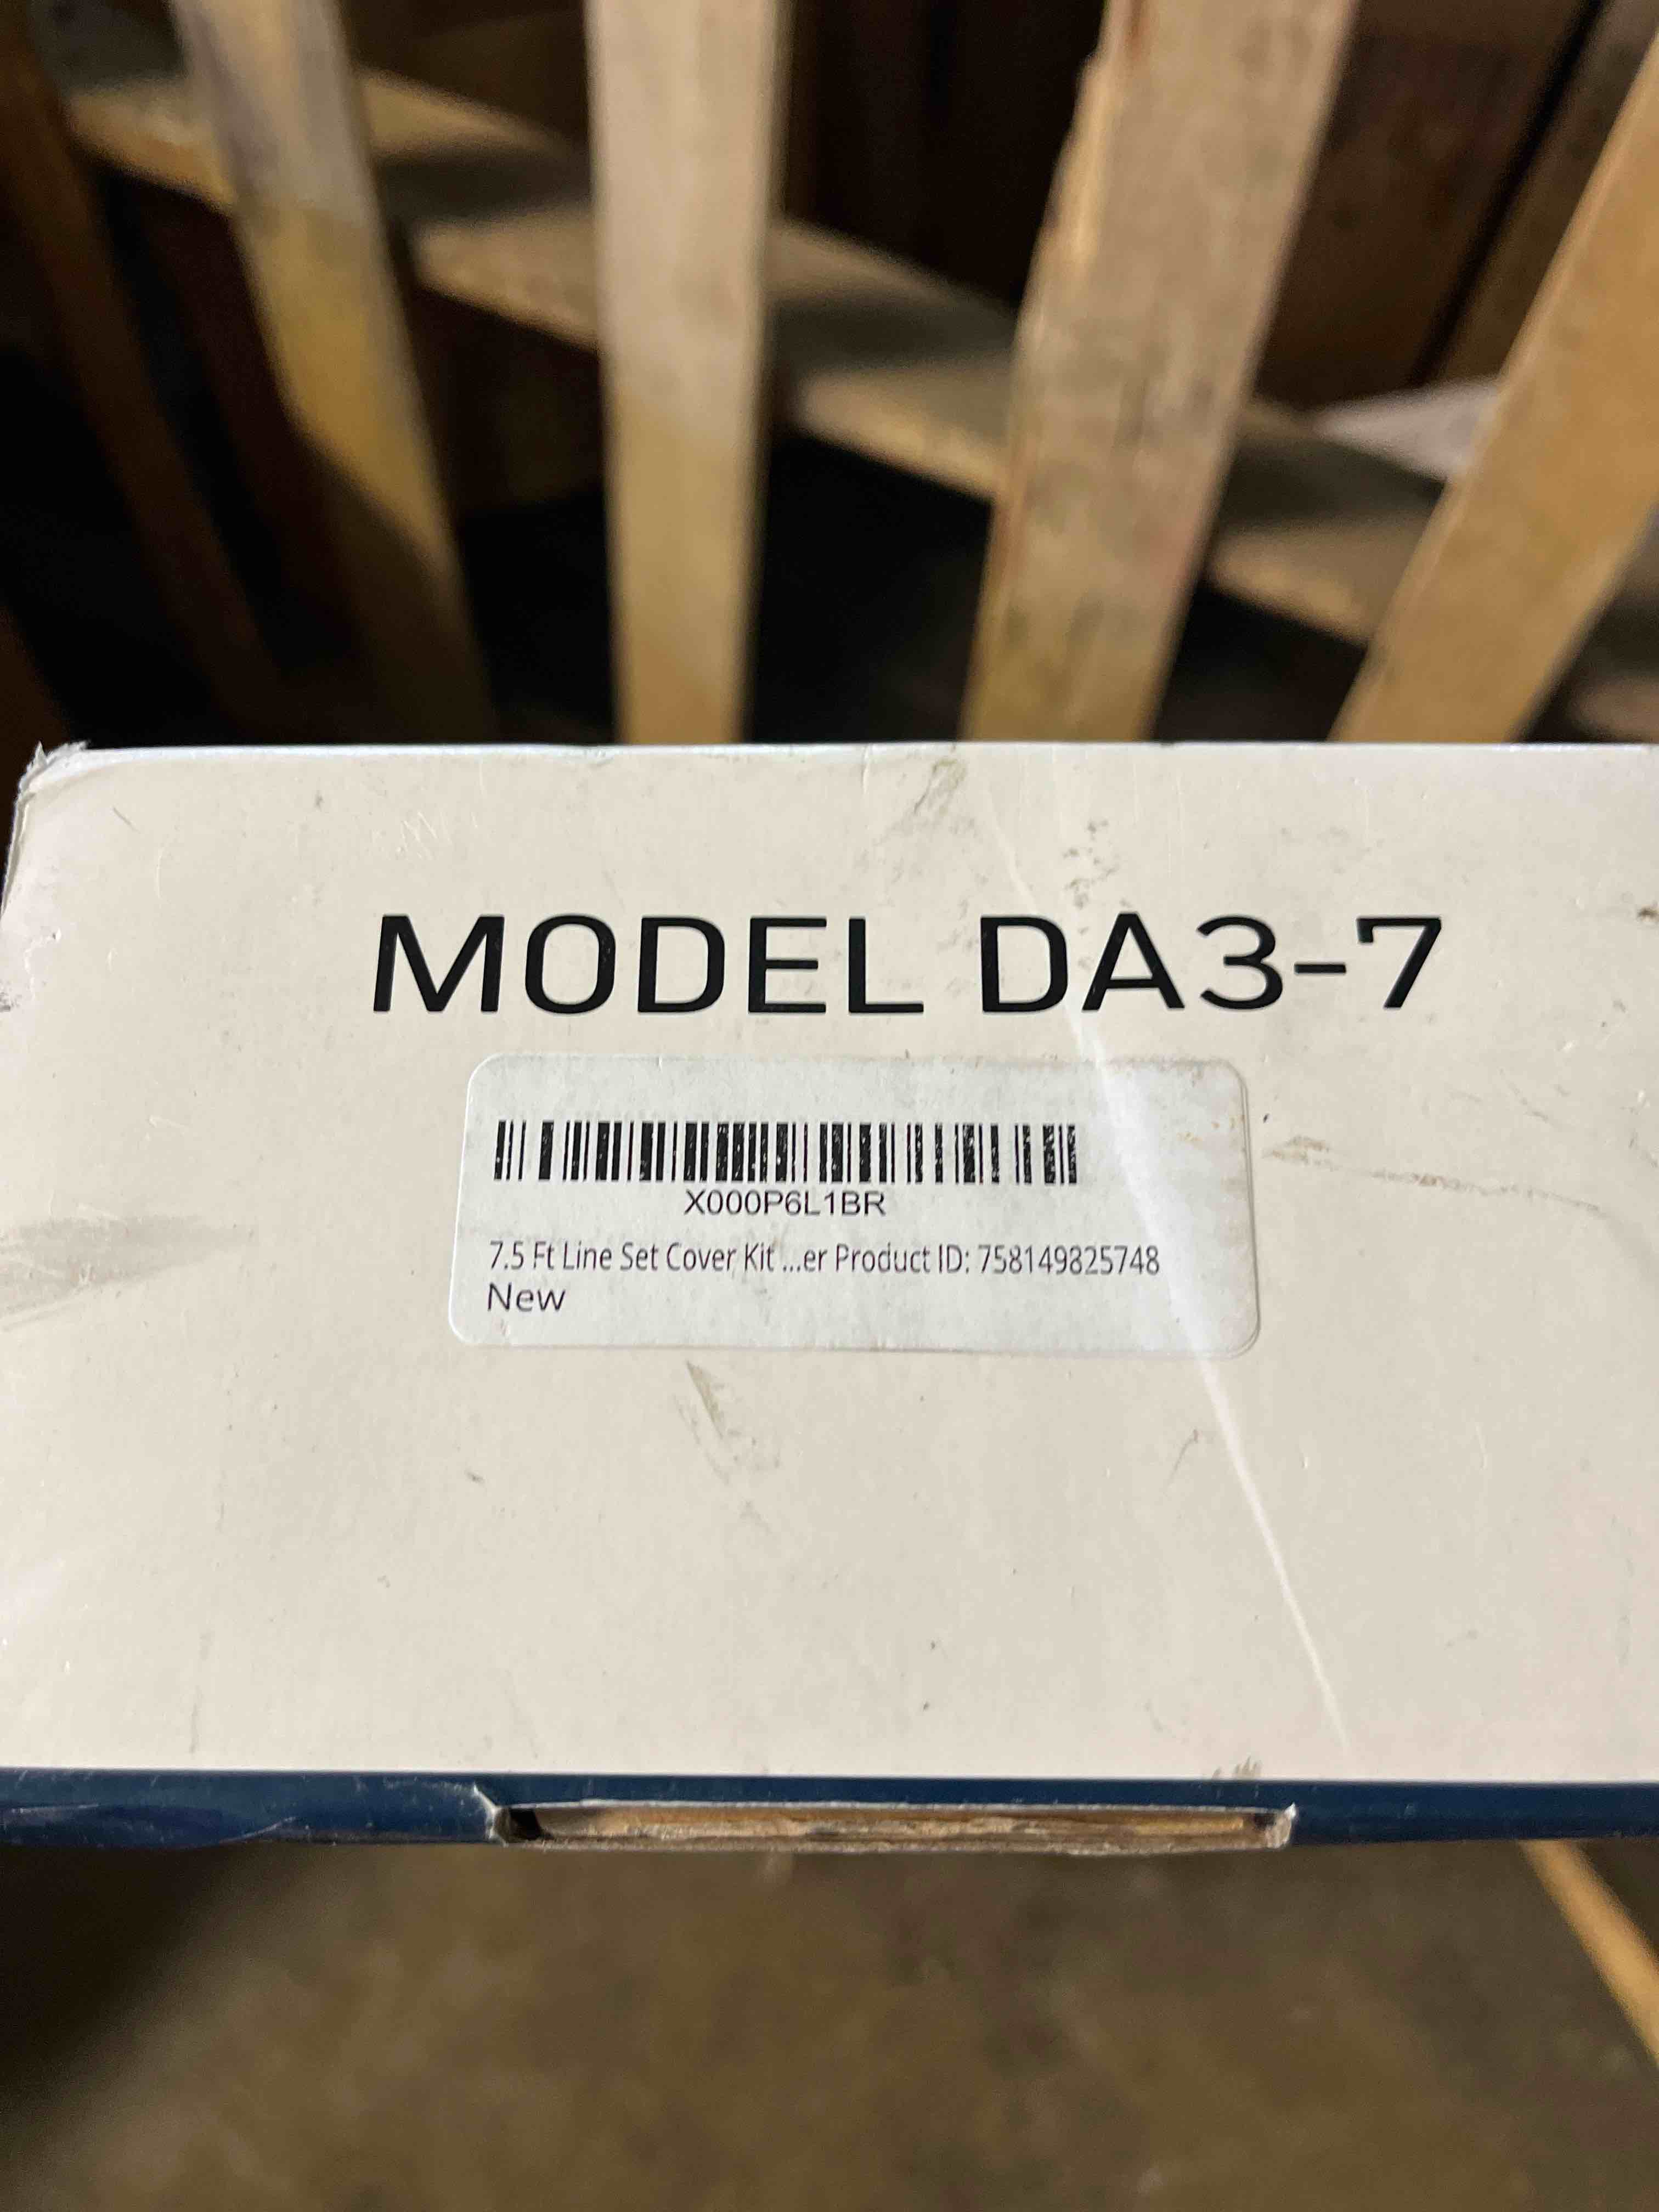 MODEL DA3-7
X000P6L1BR
7.5 Ft Line Set Cover Kit ...er Product ID: 758149825748
New